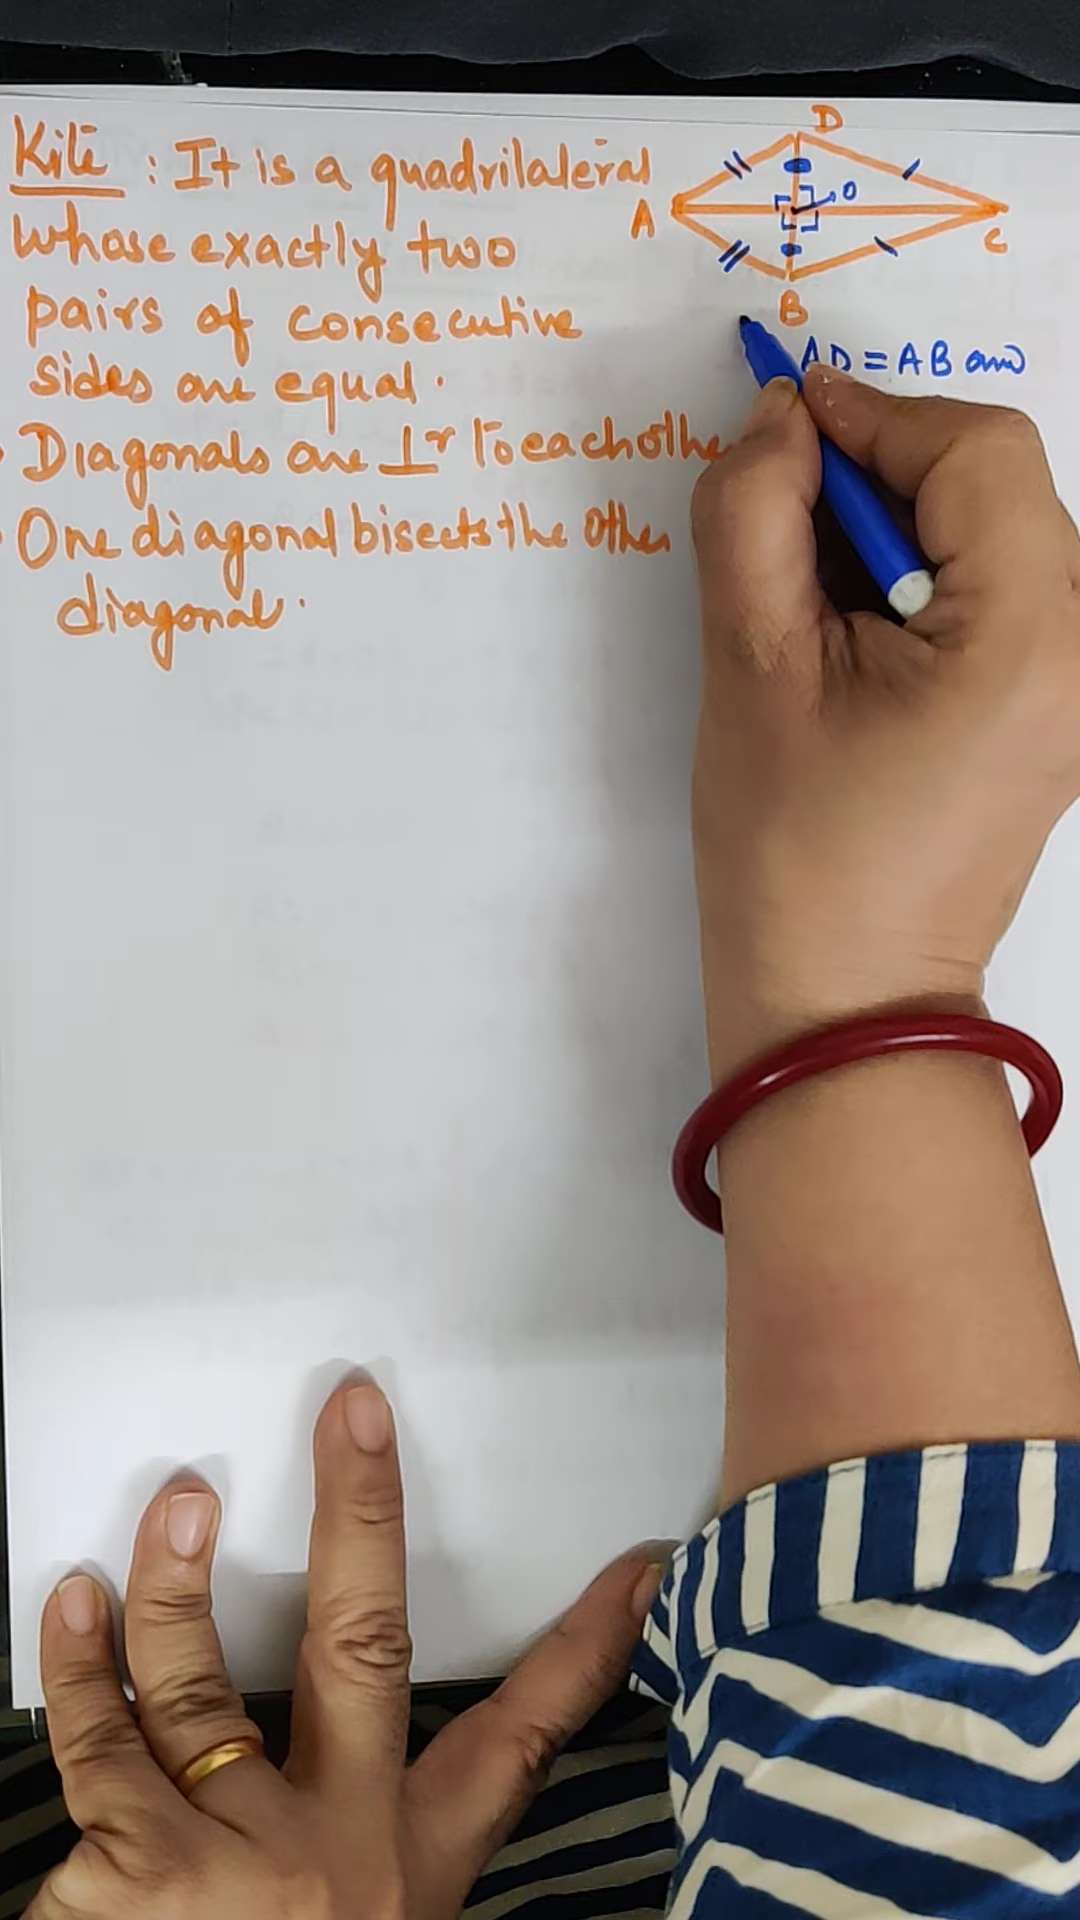 Kite : It is a quadrilateral
whose exactly two
pairs of consecutive
sides are equal.
Diagonals are ⊥r to each othe
One diagonal bisects the other
diagonal.
D
A
O
C
B
AD = AB and